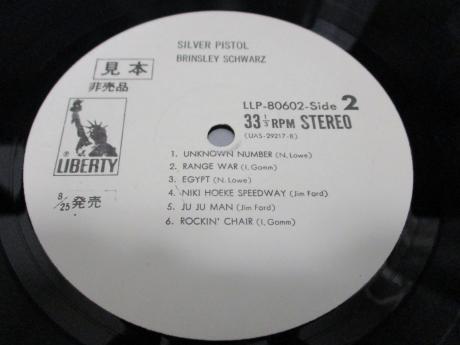 SILVER PISTOL
BRINSLEY SCHWARZ
見本
非売品
LIBERTY
8/25 発売
LLP-80602-Side 2
33 1/3 RPM STEREO
(UAS-29217-B)
1. UNKNOWN NUMBER (N. Lowe)
2. RANGE WAR (I. Gomm)
3. EGYPT (N. Lowe)
4. NIKI HOEKE SPEEDWAY (Jim Ford)
5. JU JU MAN (Jim Ford)
6. ROCKIN' CHAIR (I. Gomm)